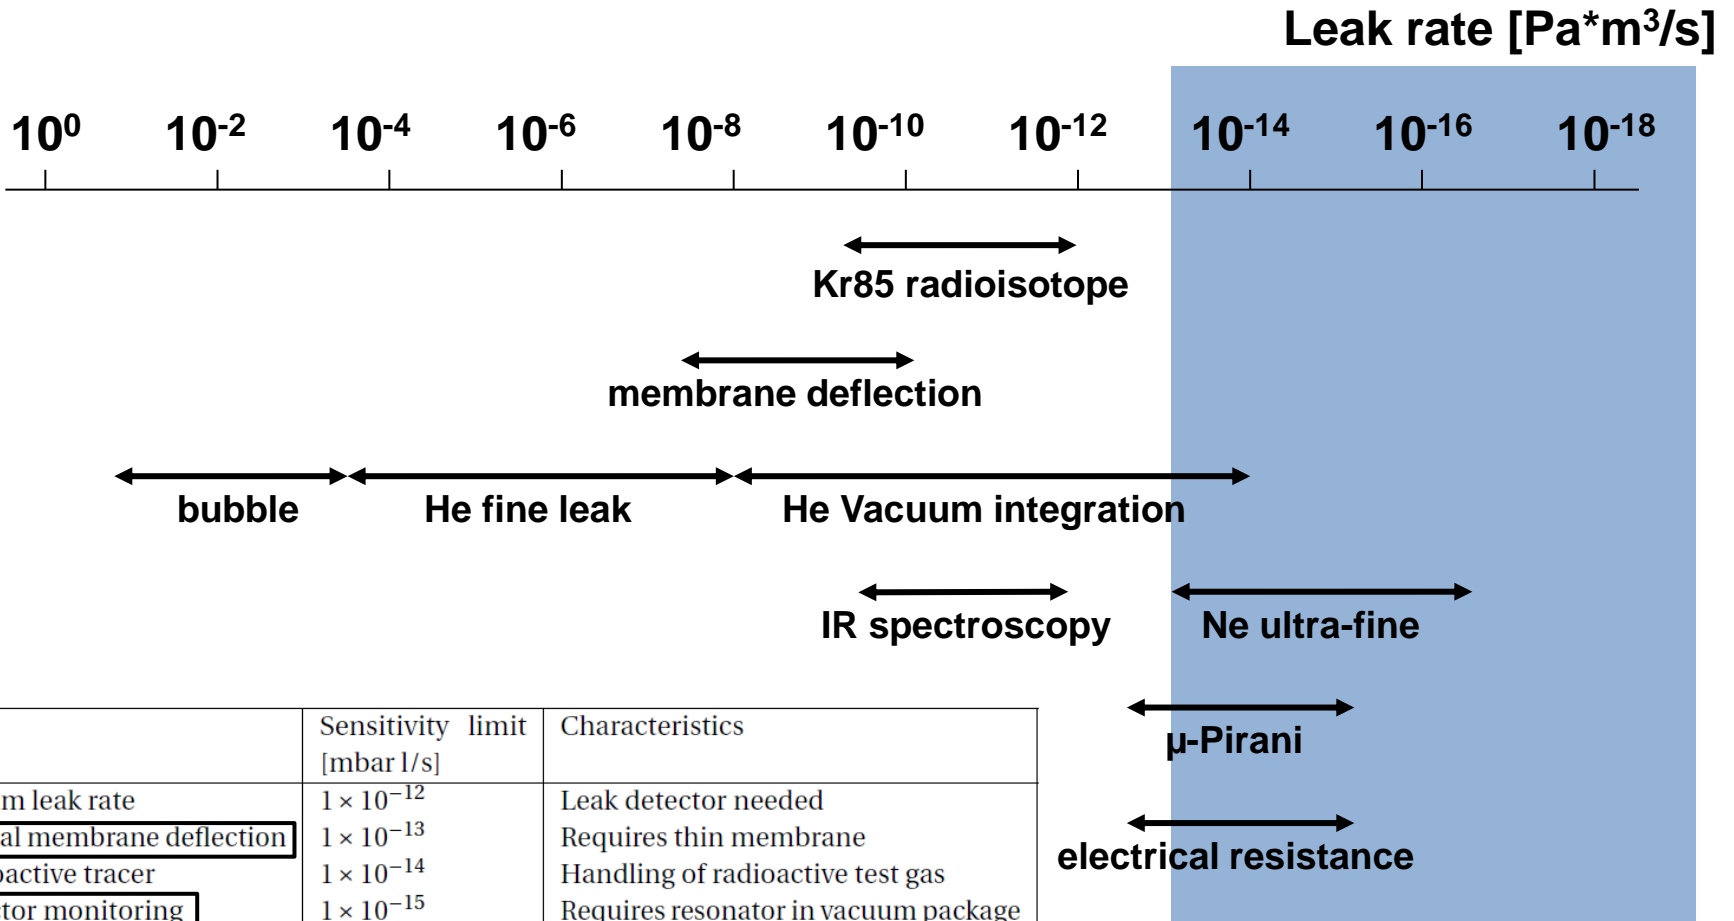 Leak rate [Pa*m³/s]
10⁰ 10⁻² 10⁻⁴ 10⁻⁶ 10⁻⁸ 10⁻¹⁰ 10⁻¹² 10⁻¹⁴ 10⁻¹⁶ 10⁻¹⁸
Kr85 radioisotope
membrane deflection
bubble He fine leak He Vacuum integration
IR spectroscopy Ne ultra-fine
µ-Pirani
electrical resistance
Sensitivity limit Characteristics
[mbar l/s]
leak rate 1 × 10⁻¹² Leak detector needed
membrane deflection 1 × 10⁻¹³ Requires thin membrane
tracer 1 × 10⁻¹⁴ Handling of radioactive test gas
monitoring 1 × 10⁻¹⁵ Requires resonator in vacuum package